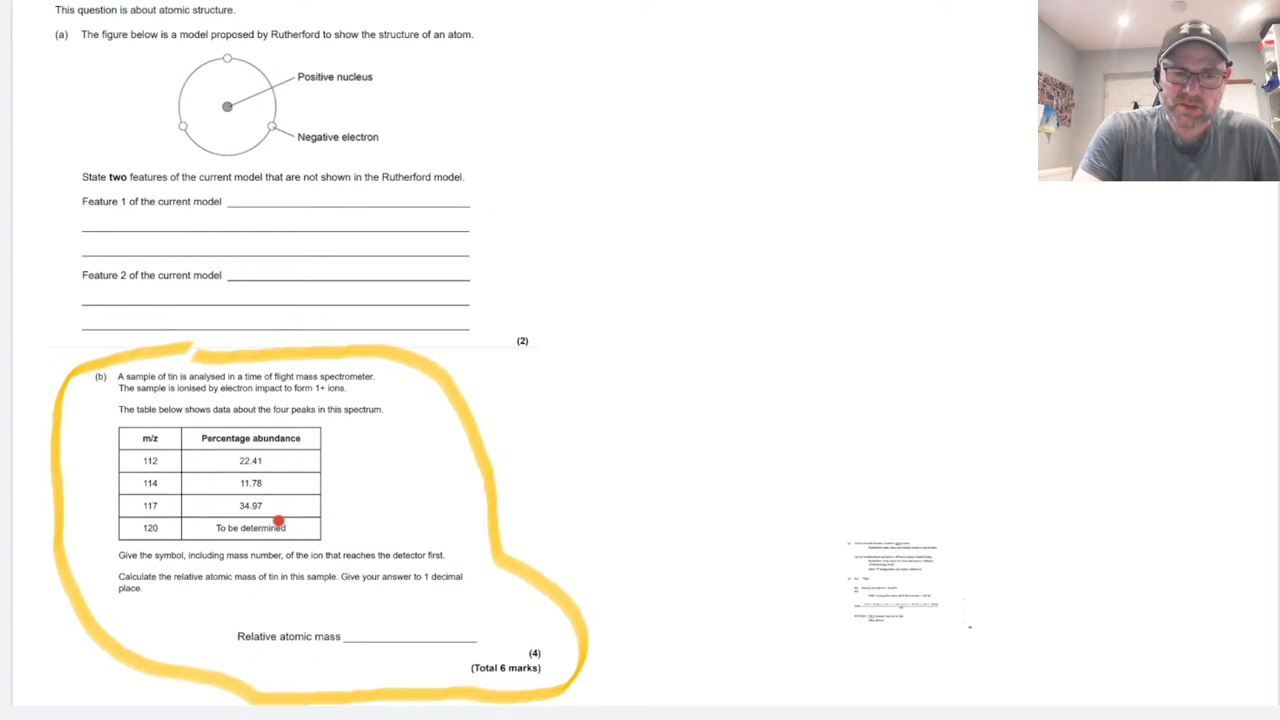 This question is about atomic structure.
(a) The figure below is a model proposed by Rutherford to show the structure of an atom.
Positive nucleus
Negative electron
State two features of the current model that are not shown in the Rutherford model.
Feature 1 of the current model
Feature 2 of the current model
(2)
(b) A sample of tin is analysed in a time of flight mass spectrometer.
The sample is ionised by electron impact to form 1+ ions.
The table below shows data about the four peaks in this spectrum.
m/z Percentage abundance
112 22.41
114 11.78
117 34.97
120 To be determined
Give the symbol, including mass number, of the ion that reaches the detector first.
Calculate the relative atomic mass of tin in this sample. Give your answer to 1 decimal
place.
Relative atomic mass
(4)
(Total 6 marks)